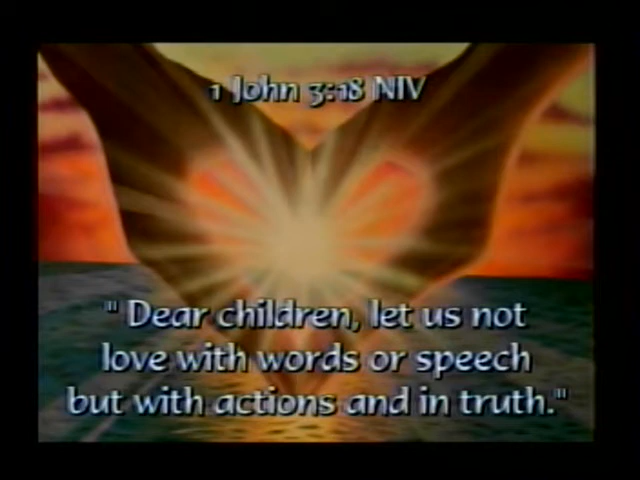 1 John 3:18 NIV
" Dear children, let us not
love with words or speech
but with actions and in truth."